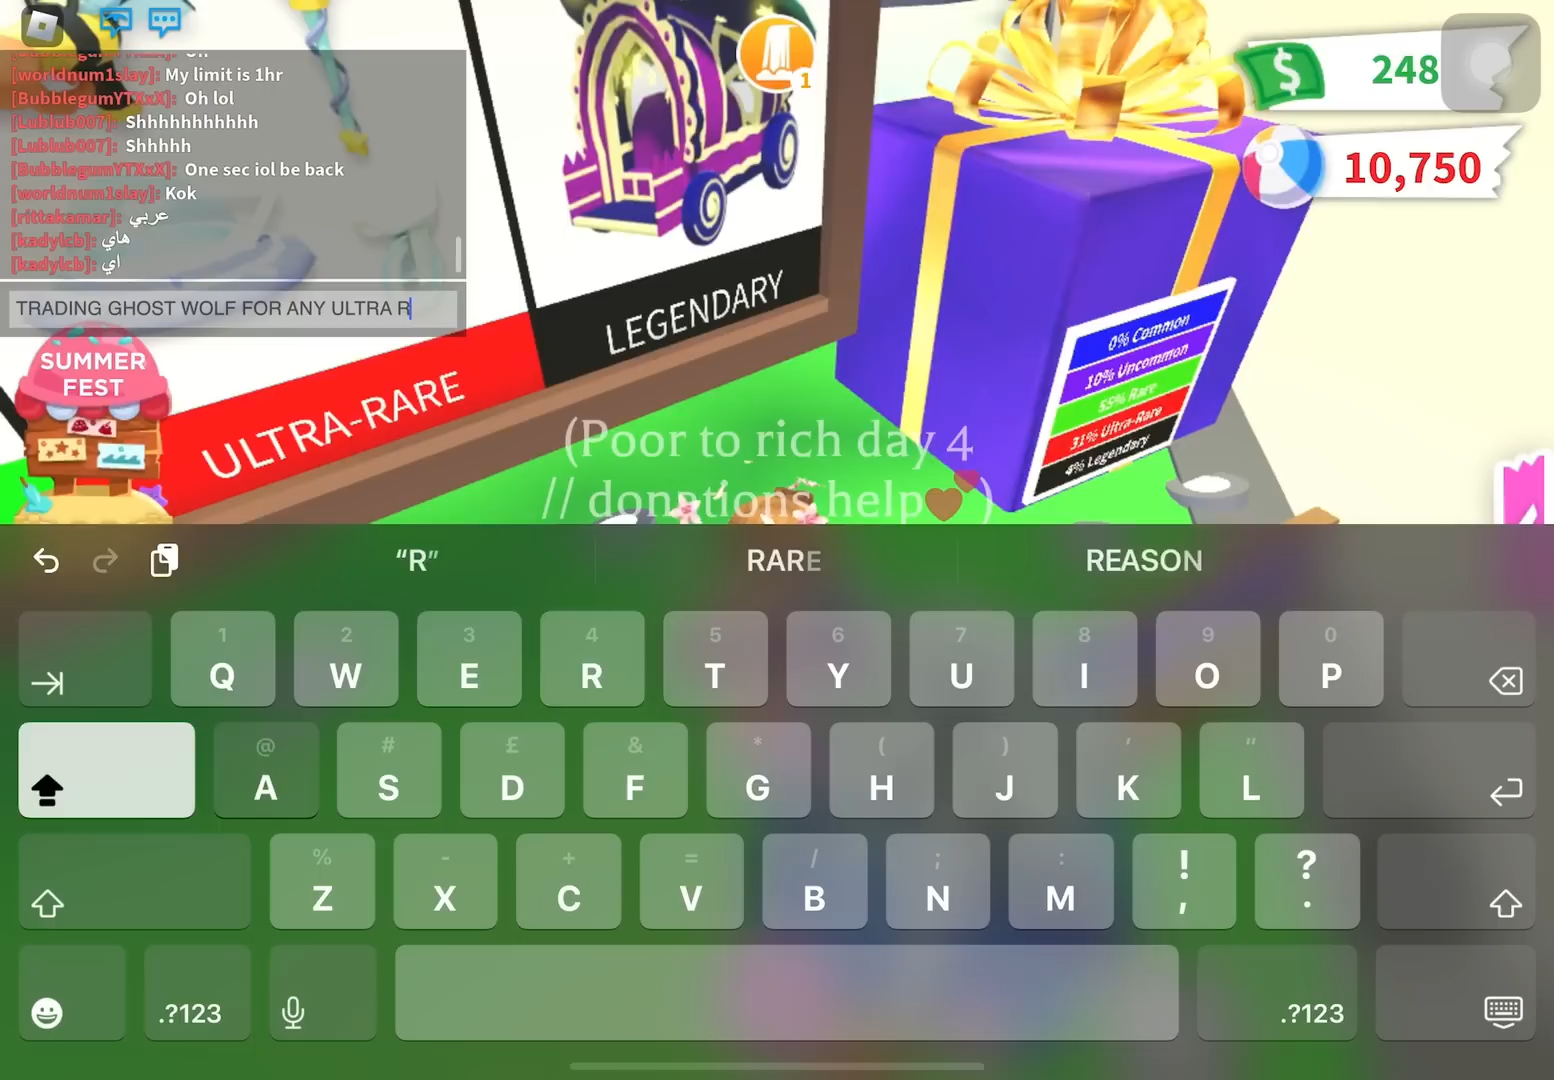 [worldnum1slay]: My limit is 1hr
[BubblegumYTXxX]: Oh lol
[Lublub007]: Shhhhhhhhhhh
[Lublub007]: Shhhhh
[BubblegumYTXxX]: One sec iol be back
[worldnum1slay]: Kok
[rittakamar]: عربي
[kadylcb]: هاي
[kadylcb]: اي
TRADING GHOST WOLF FOR ANY ULTRA R
SUMMER
FEST
ULTRA-RARE
LEGENDARY
1
$ 248
10,750
0% Common
10% Uncommon
55% Rare
31% Ultra-Rare
4% Legendary
(Poor to rich day 4
// donations help )
“R” RARE REASON
1 2 3 4 5 6 7 8 9 0
Q W E R T Y U I O P
@ # £ & * ( ) ' "
A S D F G H J K L
% - + = / ; : ! ?
Z X C V B N M , .
.?123 .?123